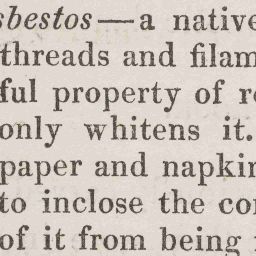 sbestos—a native
threads and filam
ful property of r
only whitens it.
paper and napkin
to inclose the co
of it from being